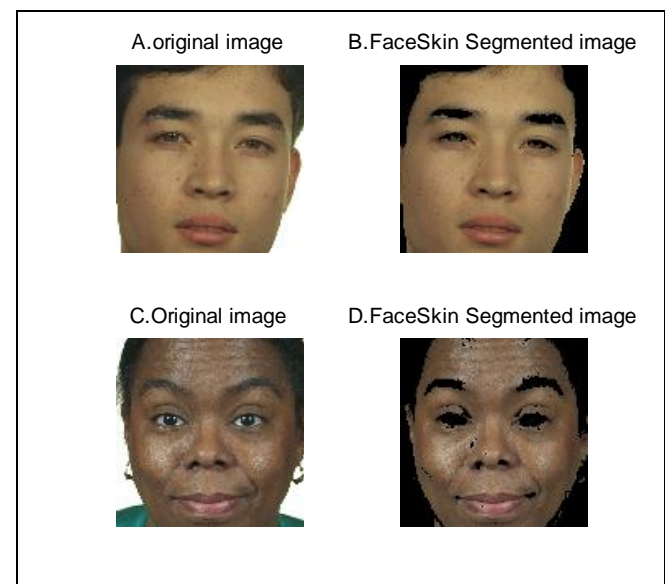 A.original image
B.FaceSkin Segmented image
C.Original image
D.FaceSkin Segmented image